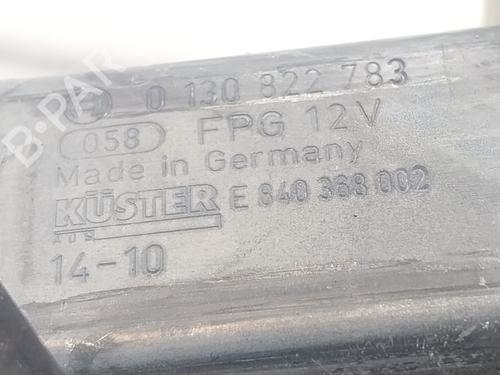 0 130 822 783
058 FPG 12V
Made in Germany
KÜSTER E 840 368 002
14-10
B-PAR